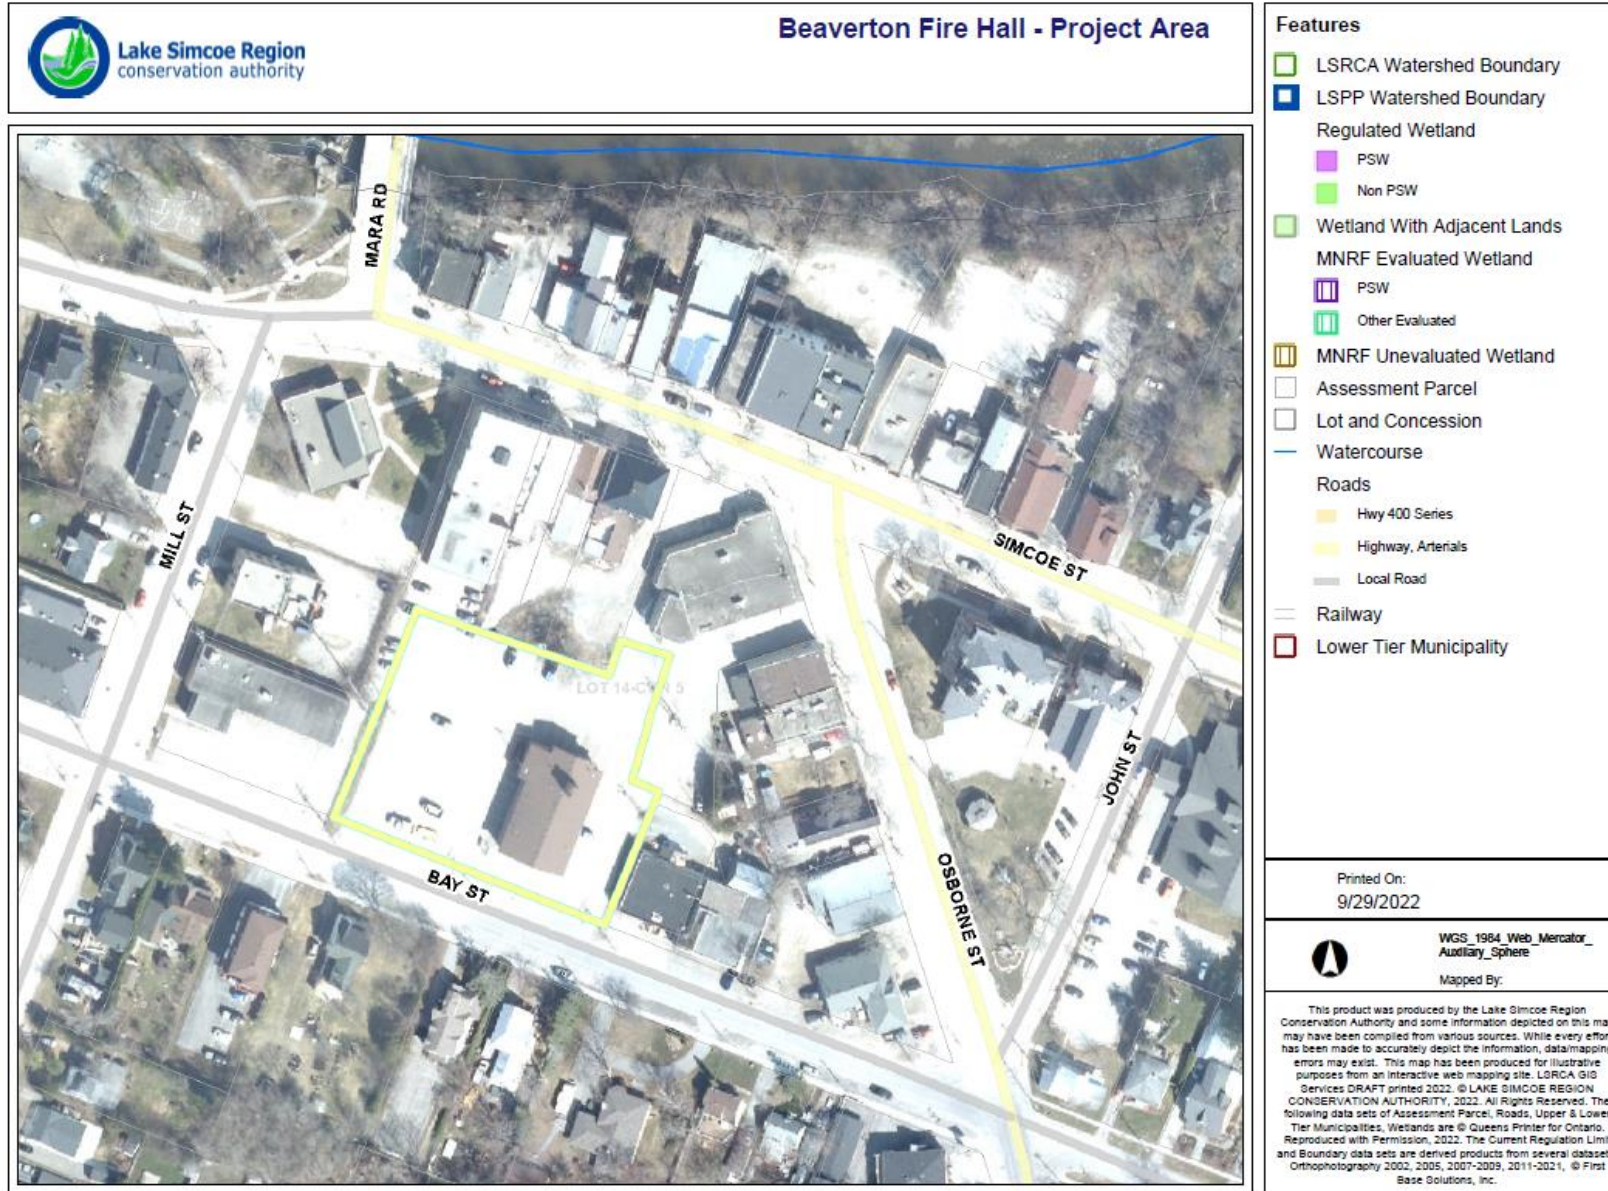 Lake Simcoe Region
conservation authority
Beaverton Fire Hall - Project Area
MARA RD
MILL ST
SIMCOE ST
LOT 14-CON 5
JOHN ST
BAY ST
OSBORNE ST
Features
LSRCA Watershed Boundary
LSPP Watershed Boundary
Regulated Wetland
PSW
Non PSW
Wetland With Adjacent Lands
MNRF Evaluated Wetland
PSW
Other Evaluated
MNRF Unevaluated Wetland
Assessment Parcel
Lot and Concession
Watercourse
Roads
Hwy 400 Series
Highway, Arterials
Local Road
Railway
Lower Tier Municipality
Printed On:
9/29/2022
WGS_1984_Web_Mercator_
Auxiliary_Sphere
Mapped By:
This product was produced by the Lake Simcoe Region
Conservation Authority and some information depicted on this ma
may have been compiled from various sources. While every effor
has been made to accurately depict the information, data/mapping
errors may exist. This map has been produced for illustrative
purposes from an interactive web mapping site. LSRCA GIS
Services DRAFT printed 2022. © LAKE SIMCOE REGION
CONSERVATION AUTHORITY, 2022. All Rights Reserved. The
following data sets of Assessment Parcel, Roads, Upper & Lower
Tier Municipalities, Wetlands are © Queens Printer for Ontario.
Reproduced with Permission, 2022. The Current Regulation Limi
and Boundary data sets are derived products from several dataset
Orthophotography 2002, 2005, 2007-2009, 2011-2021, © First
Base Solutions, Inc.